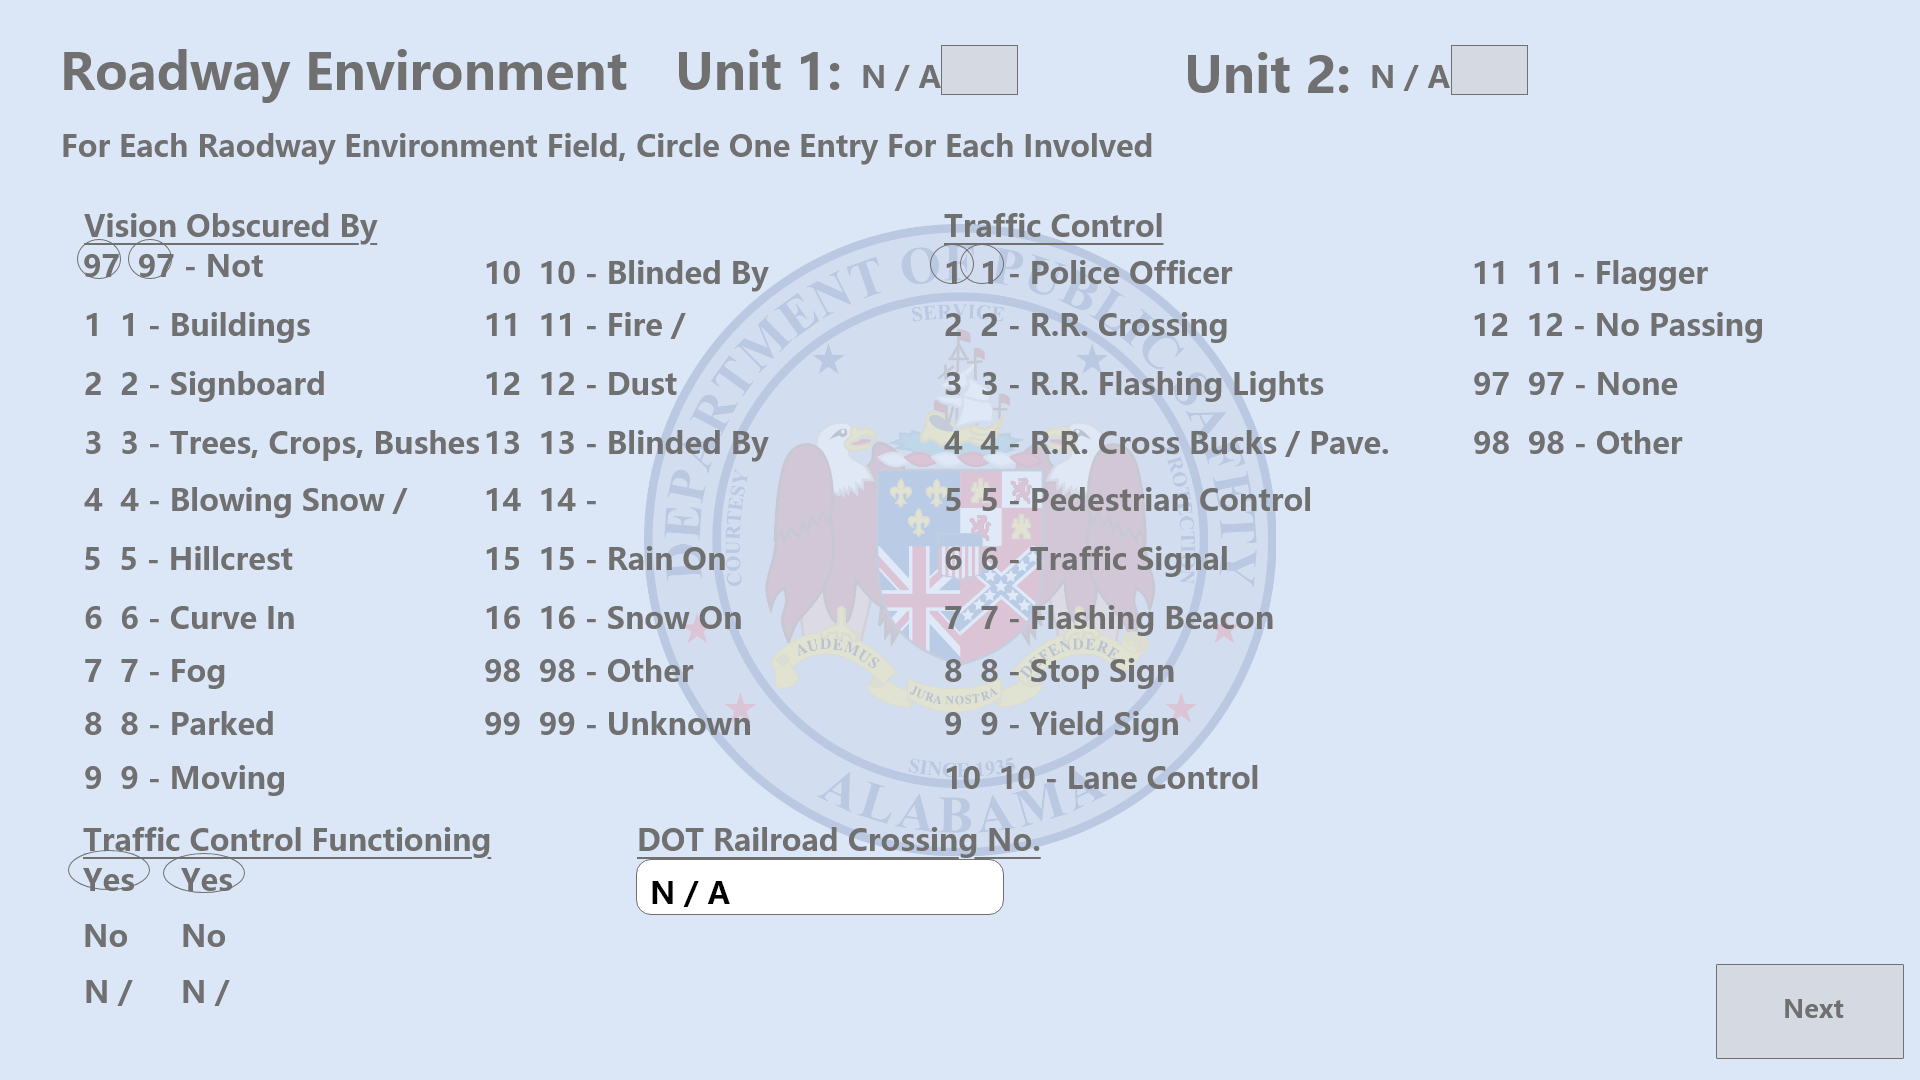 Roadway Environment Unit 1: N / A Unit 2: N / A
For Each Raodway Environment Field, Circle One Entry For Each Involved
Vision Obscured By
97 97 - Not
1 1 - Buildings
2 2 - Signboard
3 3 - Trees, Crops, Bushes
4 4 - Blowing Snow /
5 5 - Hillcrest
6 6 - Curve In
7 7 - Fog
8 8 - Parked
9 9 - Moving
10 10 - Blinded By
11 11 - Fire /
12 12 - Dust
13 13 - Blinded By
14 14 -
15 15 - Rain On
16 16 - Snow On
98 98 - Other
99 99 - Unknown
Traffic Control
1 1 - Police Officer
2 2 - R.R. Crossing
3 3 - R.R. Flashing Lights
4 4 - R.R. Cross Bucks / Pave.
5 5 - Pedestrian Control
6 6 - Traffic Signal
7 7 - Flashing Beacon
8 8 - Stop Sign
9 9 - Yield Sign
10 10 - Lane Control
11 11 - Flagger
12 12 - No Passing
97 97 - None
98 98 - Other
Traffic Control Functioning
Yes Yes
No No
N / N /
DOT Railroad Crossing No.
N / A
Next
DEPARTMENT OF PUBLIC SAFETY
SERVICE
COURTESY
PROTECTION
AUDEMUS
JURA NOSTRA
DEFENDERE
SINCE 1935
ALABAMA